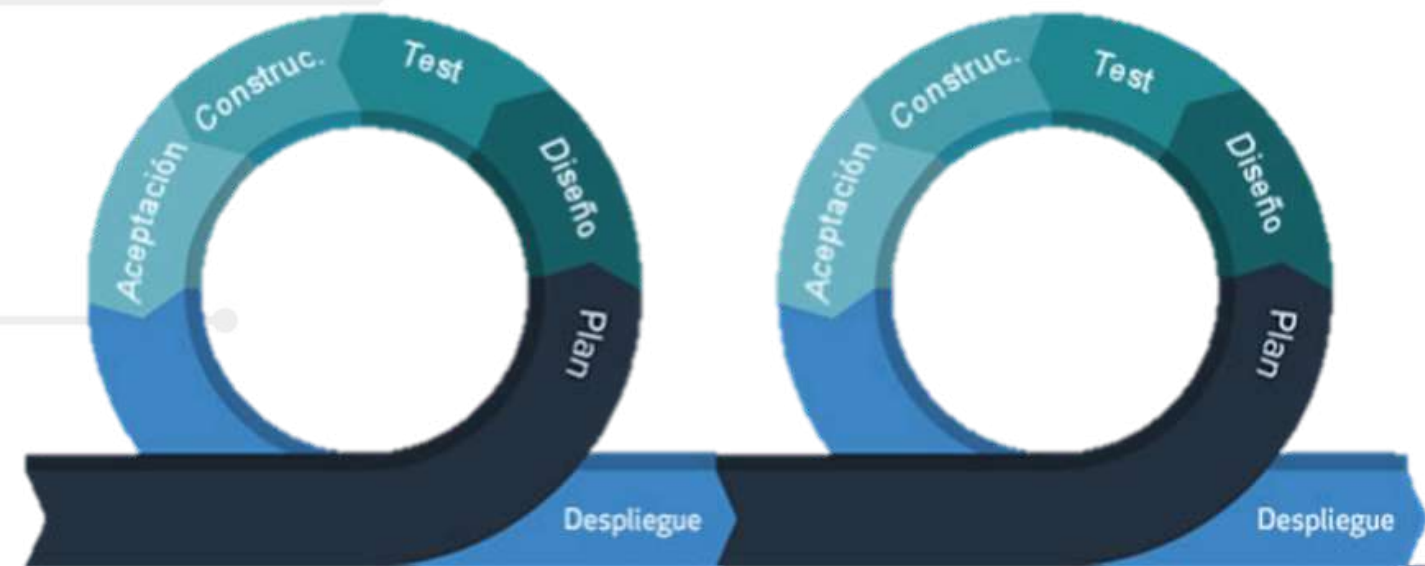 Construc.
Test
Diseño
Aceptación
Plan
Despliegue
Construc.
Test
Diseño
Aceptación
Plan
Despliegue